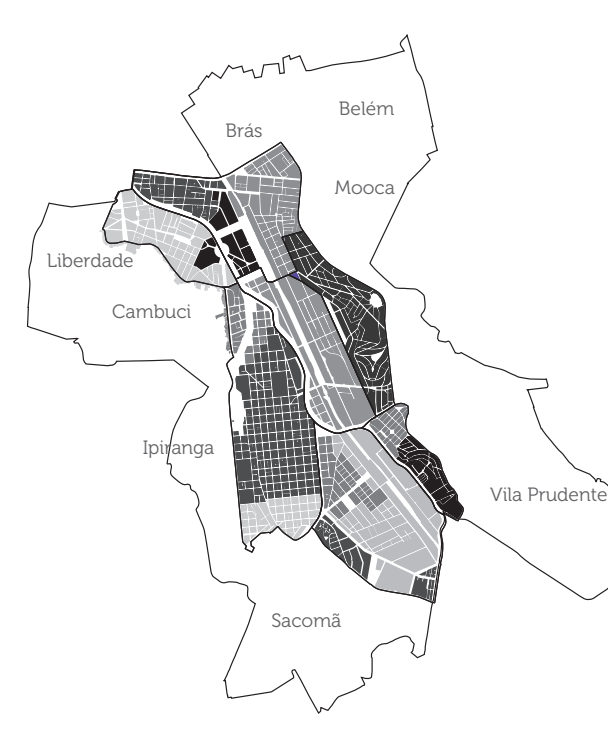 Belém
Brás
Mooca
Liberdade
Cambuci
Ipiranga
Vila Prudente
Sacomã